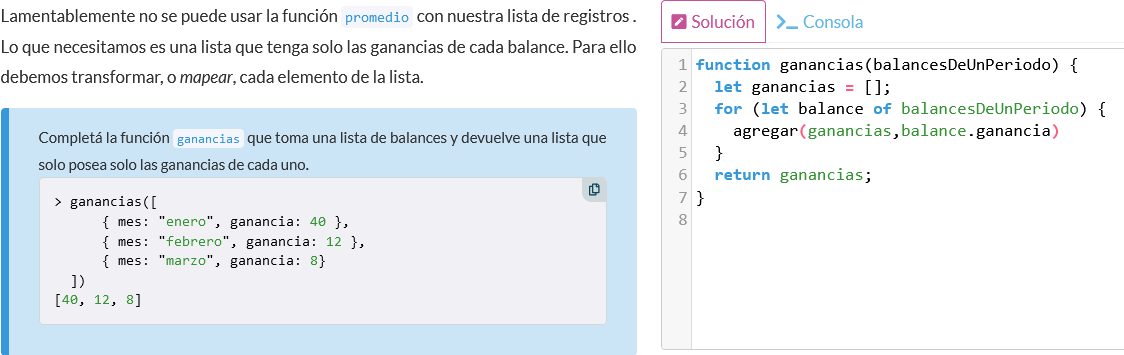 Lamentablemente no se puede usar la función promedio con nuestra lista de registros .
Lo que necesitamos es una lista que tenga solo las ganancias de cada balance. Para ello
debemos transformar, o mapear, cada elemento de la lista.
Completá la función ganancias que toma una lista de balances y devuelve una lista que
solo posea solo las ganancias de cada uno.
> ganancias([
{ mes: "enero", ganancia: 40 },
{ mes: "febrero", ganancia: 12 },
{ mes: "marzo", ganancia: 8}
])
[40, 12, 8]
Solución >_ Consola
1 function ganancias(balancesDeUnPeriodo) {
2 let ganancias = [];
3 for (let balance of balancesDeUnPeriodo) {
4 agregar(ganancias,balance.ganancia)
5 }
6 return ganancias;
7 }
8